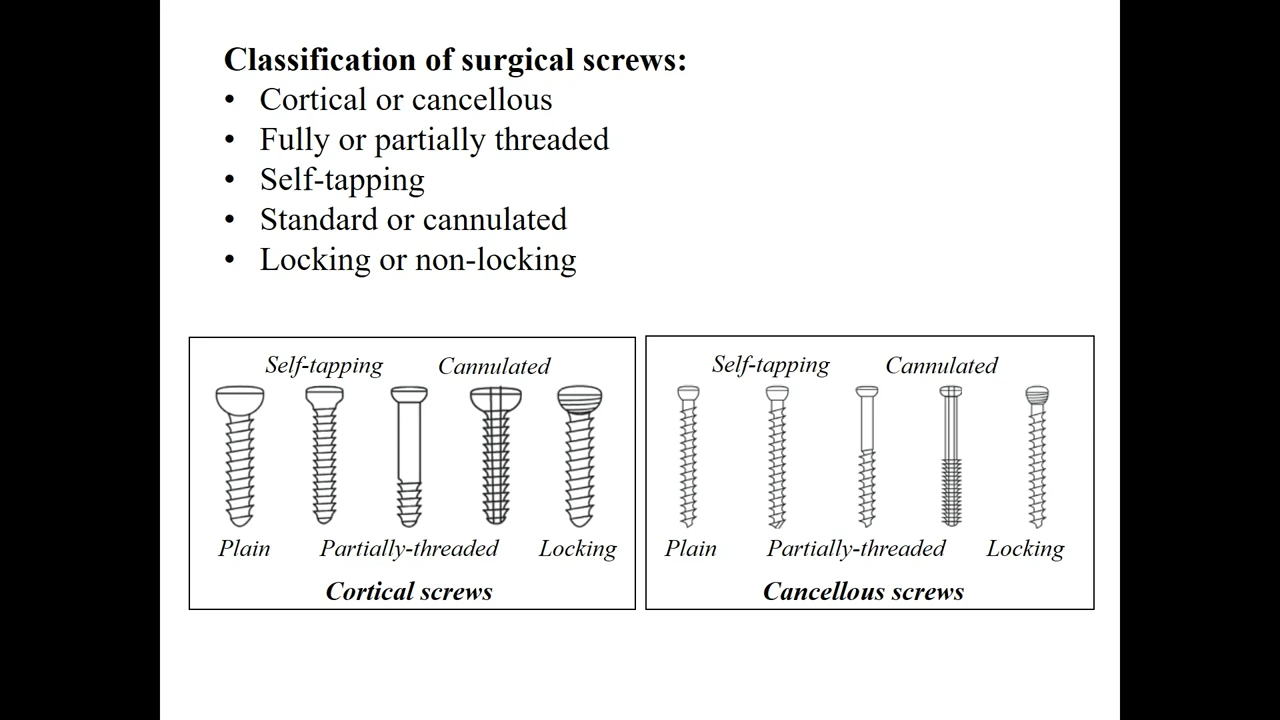 Classification of surgical screws:
• Cortical or cancellous
• Fully or partially threaded
• Self-tapping
• Standard or cannulated
• Locking or non-locking
Self-tapping Cannulated
Plain Partially-threaded Locking
Cortical screws
Self-tapping Cannulated
Plain Partially-threaded Locking
Cancellous screws